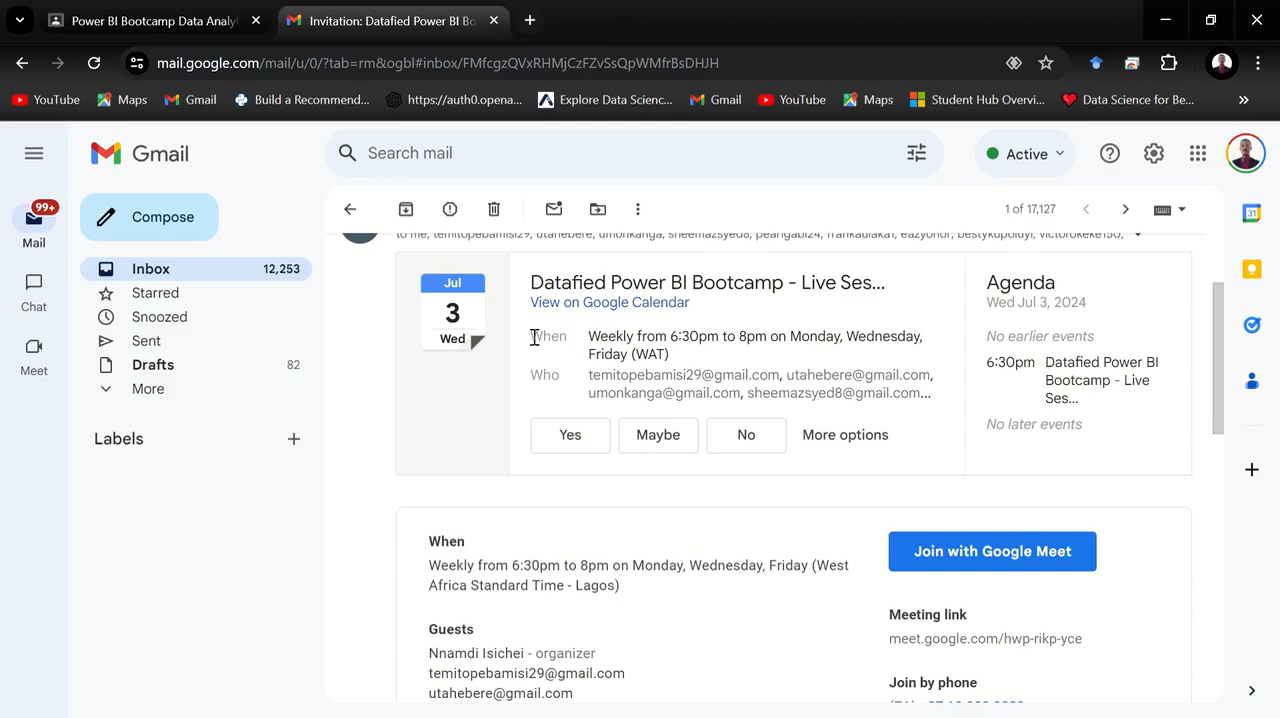 Power BI Bootcamp Data Analy
Invitation: Datafied Power BI Bo
mail.google.com/mail/u/0/?tab=rm&ogbl#inbox/FMfcgzQVxRHMjCzFZvSsQpWMfrBsDHJH
YouTube Maps Gmail Build a Recommend... https://auth0.opena... Explore Data Scienc... Gmail YouTube Maps Student Hub Overvi... Data Science for Be...
Gmail
Search mail
Active
99+
Mail
Chat
Meet
Compose
Inbox 12,253
Starred
Snoozed
Sent
Drafts 82
More
Labels
1 of 17,127
31
Jul
3
Wed
Datafied Power BI Bootcamp - Live Ses...
View on Google Calendar
When Weekly from 6:30pm to 8pm on Monday, Wednesday,
Friday (WAT)
Who temitopebamisi29@gmail.com, utahebere@gmail.com,
umonkanga@gmail.com, sheemazsyed8@gmail.com...
Yes Maybe No More options
Agenda
Wed Jul 3, 2024
No earlier events
6:30pm Datafied Power BI
Bootcamp - Live
Ses...
No later events
When
Weekly from 6:30pm to 8pm on Monday, Wednesday, Friday (West
Africa Standard Time - Lagos)
Guests
Nnamdi Isichei - organizer
temitopebamisi29@gmail.com
utahebere@gmail.com
Join with Google Meet
Meeting link
meet.google.com/hwp-rikp-yce
Join by phone